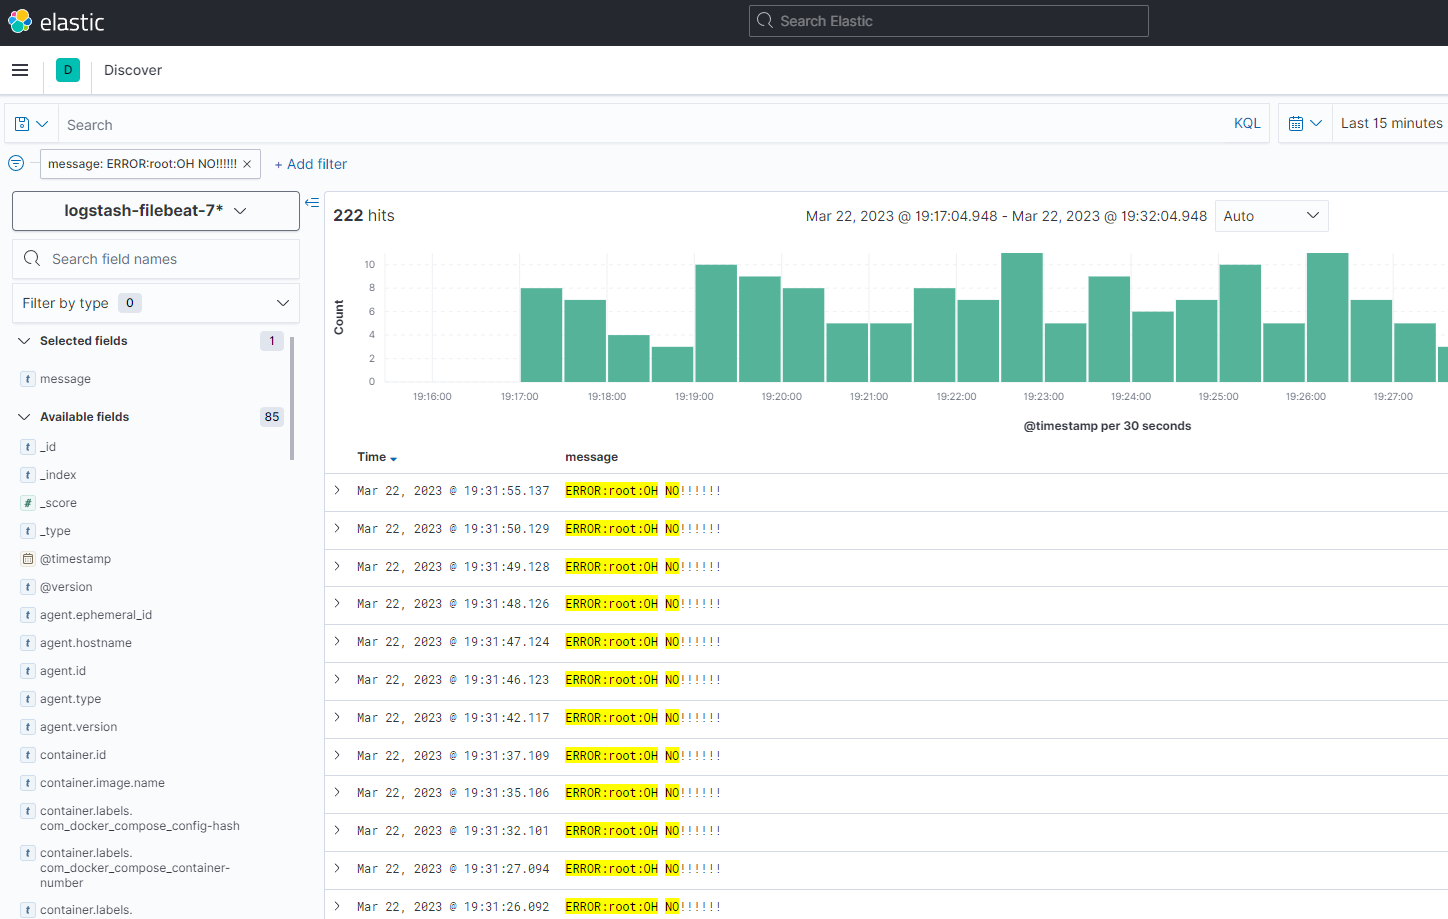 elastic
Search Elastic
D
Discover
Search
KQL
Last 15 minutes
message: ERROR:root:OH NO!!!!!! ×
+ Add filter
logstash-filebeat-7*
Search field names
Filter by type 0
Selected fields 1
t message
Available fields 85
t _id
t _index
# _score
t _type
@timestamp
t @version
t agent.ephemeral_id
t agent.hostname
t agent.id
t agent.type
t agent.version
t container.id
t container.image.name
t container.labels.
com_docker_compose_config-hash
t container.labels.
com_docker_compose_container-
number
t container.labels.
222 hits
Mar 22, 2023 @ 19:17:04.948 - Mar 22, 2023 @ 19:32:04.948
Auto
Count
10
8
6
4
2
0
19:16:00 19:17:00 19:18:00 19:19:00 19:20:00 19:21:00 19:22:00 19:23:00 19:24:00 19:25:00 19:26:00 19:27:00
@timestamp per 30 seconds
Time message
Mar 22, 2023 @ 19:31:55.137 ERROR:root:OH NO!!!!!!
Mar 22, 2023 @ 19:31:50.129 ERROR:root:OH NO!!!!!!
Mar 22, 2023 @ 19:31:49.128 ERROR:root:OH NO!!!!!!
Mar 22, 2023 @ 19:31:48.126 ERROR:root:OH NO!!!!!!
Mar 22, 2023 @ 19:31:47.124 ERROR:root:OH NO!!!!!!
Mar 22, 2023 @ 19:31:46.123 ERROR:root:OH NO!!!!!!
Mar 22, 2023 @ 19:31:42.117 ERROR:root:OH NO!!!!!!
Mar 22, 2023 @ 19:31:37.109 ERROR:root:OH NO!!!!!!
Mar 22, 2023 @ 19:31:35.106 ERROR:root:OH NO!!!!!!
Mar 22, 2023 @ 19:31:32.101 ERROR:root:OH NO!!!!!!
Mar 22, 2023 @ 19:31:27.094 ERROR:root:OH NO!!!!!!
Mar 22, 2023 @ 19:31:26.092 ERROR:root:OH NO!!!!!!